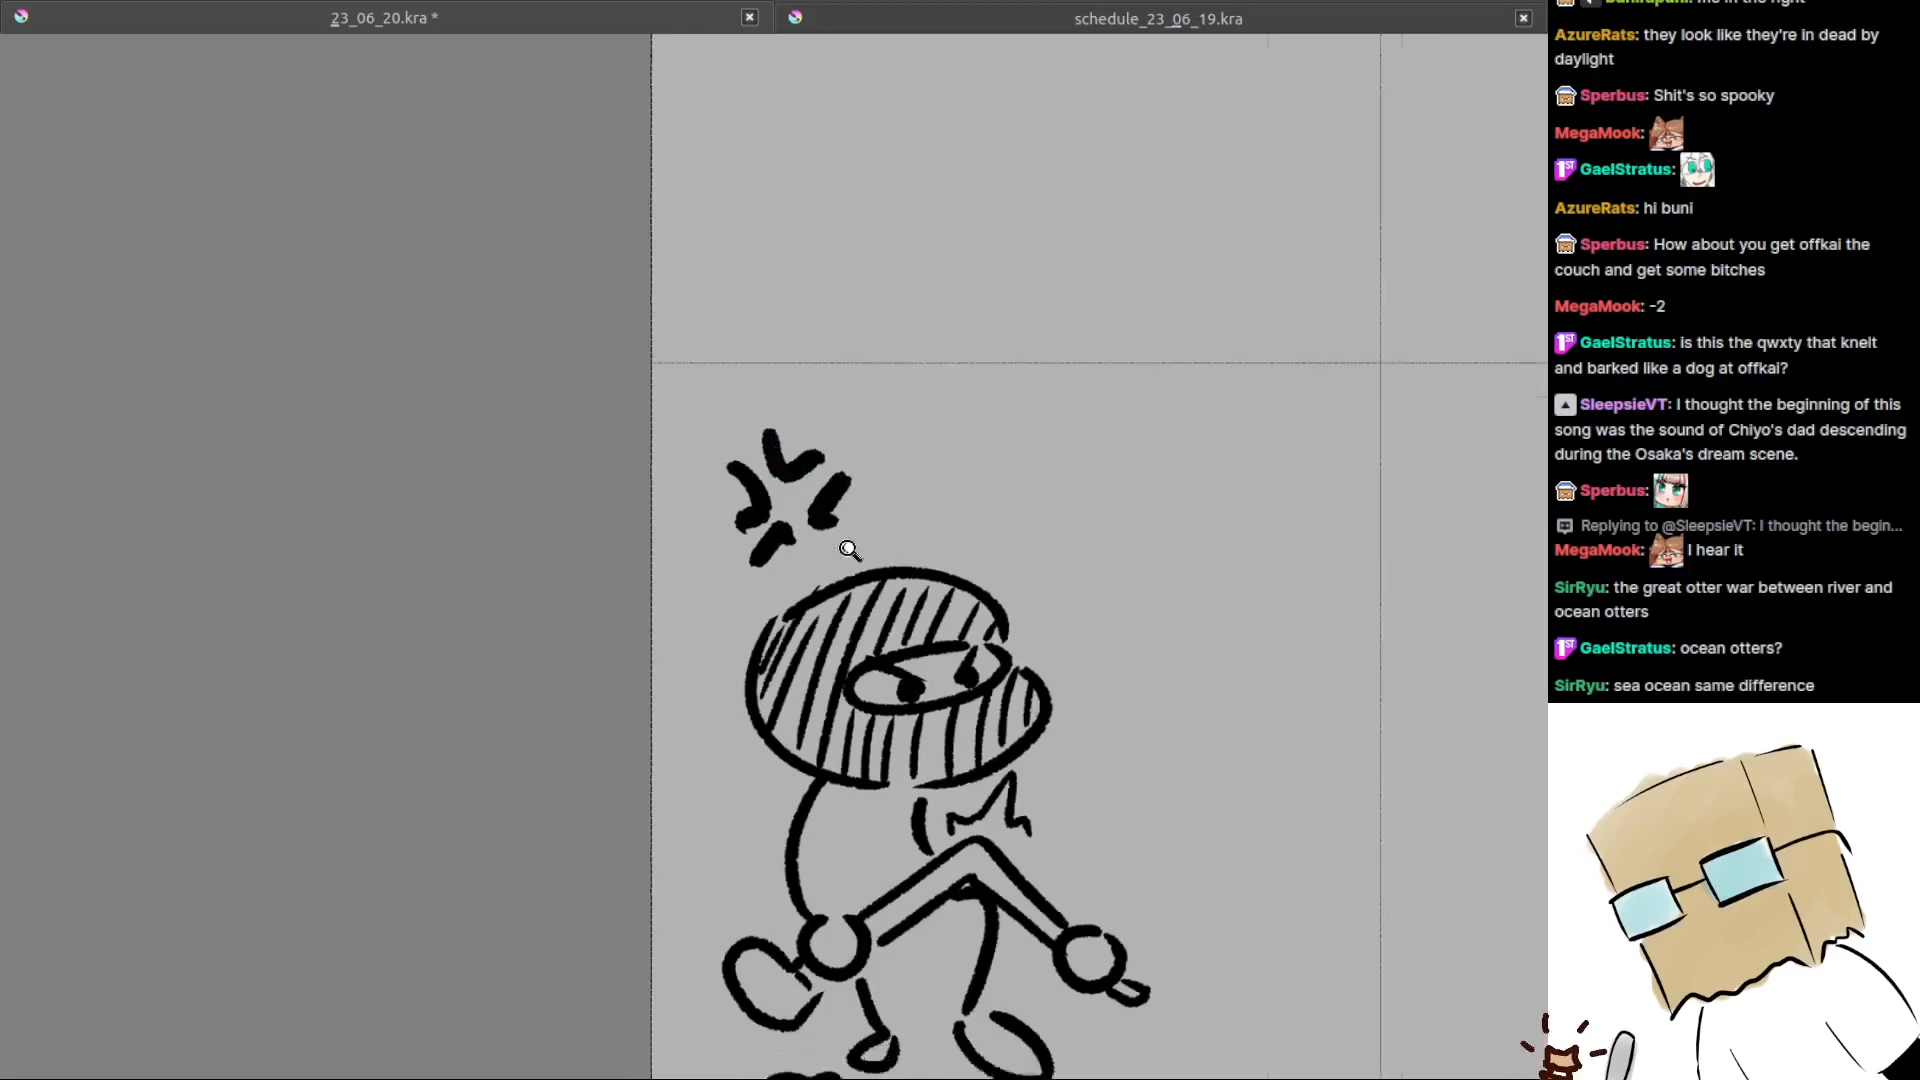 23_06_20.kra *
schedule_23_06_19.kra
AzureRats: they look like they're in dead by
daylight
Sperbus: Shit's so spooky
MegaMook:
1ST GaelStratus:
AzureRats: hi buni
Sperbus: How about you get offkai the
couch and get some bitches
MegaMook: -2
1ST GaelStratus: is this the qwxty that knelt
and barked like a dog at offkai?
SleepsieVT: I thought the beginning of this
song was the sound of Chiyo's dad descending
during the Osaka's dream scene.
Sperbus:
Replying to @SleepsieVT: I thought the begin...
MegaMook: I hear it
SirRyu: the great otter war between river and
ocean otters
1ST GaelStratus: ocean otters?
SirRyu: sea ocean same difference